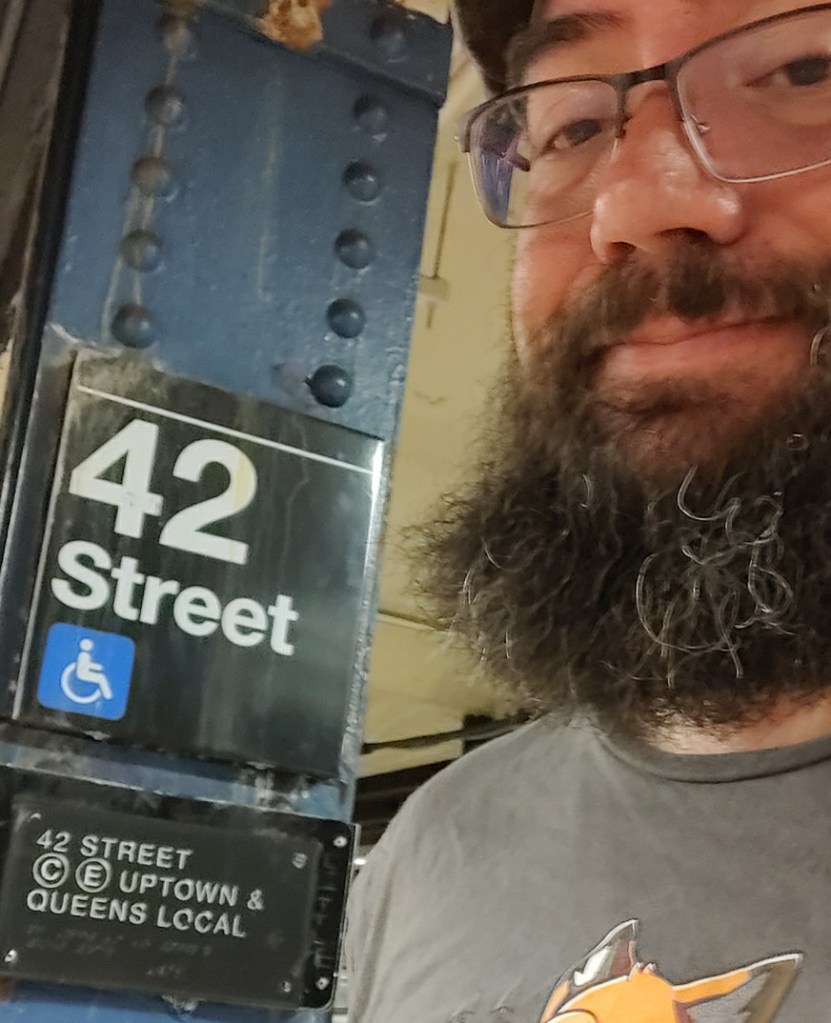 42
Street
42 STREET
C E UPTOWN &
QUEENS LOCAL